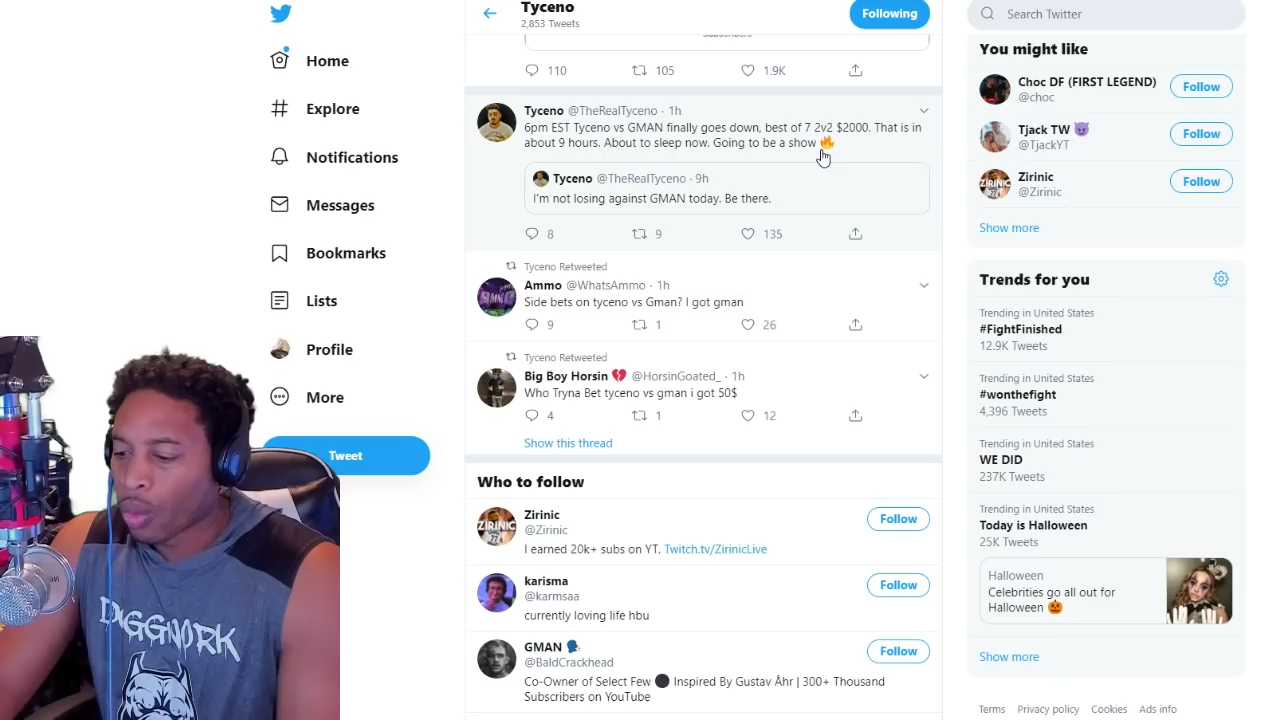 Tyceno
2,853 Tweets
Following
Search Twitter
Home
Explore
Notifications
Messages
Bookmarks
Lists
Profile
More
Tweet
110 105 1.9K
Tyceno @TheRealTyceno · 1h
6pm EST Tyceno vs GMAN finally goes down, best of 7 2v2 $2000. That is in
about 9 hours. About to sleep now. Going to be a show 🔥
Tyceno @TheRealTyceno · 9h
I'm not losing against GMAN today. Be there.
8 9 135
Tyceno Retweeted
Ammo @WhatsAmmo · 1h
Side bets on tyceno vs Gman? I got gman
9 1 26
Tyceno Retweeted
Big Boy Horsin 💔 @HorsinGoated_ · 1h
Who Tryna Bet tyceno vs gman i got 50$
4 1 12
Show this thread
Who to follow
Zirinic
@Zirinic
Follow
I earned 20k+ subs on YT. Twitch.tv/ZirinicLive
karisma
@karmsaa
Follow
currently loving life hbu
GMAN 🗣
@BaldCrackhead
Follow
Co-Owner of Select Few ⚫ Inspired By Gustav Åhr | 300+ Thousand
Subscribers on YouTube
You might like
Choc DF (FIRST LEGEND)
@choc
Follow
Tjack TW 😈
@TjackYT
Follow
Zirinic
@Zirinic
Follow
Show more
Trends for you
Trending in United States
#FightFinished
12.9K Tweets
Trending in United States
#wonthefight
4,396 Tweets
Trending in United States
WE DID
237K Tweets
Trending in United States
Today is Halloween
25K Tweets
Halloween
Celebrities go all out for
Halloween 🎃
Show more
Terms Privacy policy Cookies Ads info
ZIRINIC